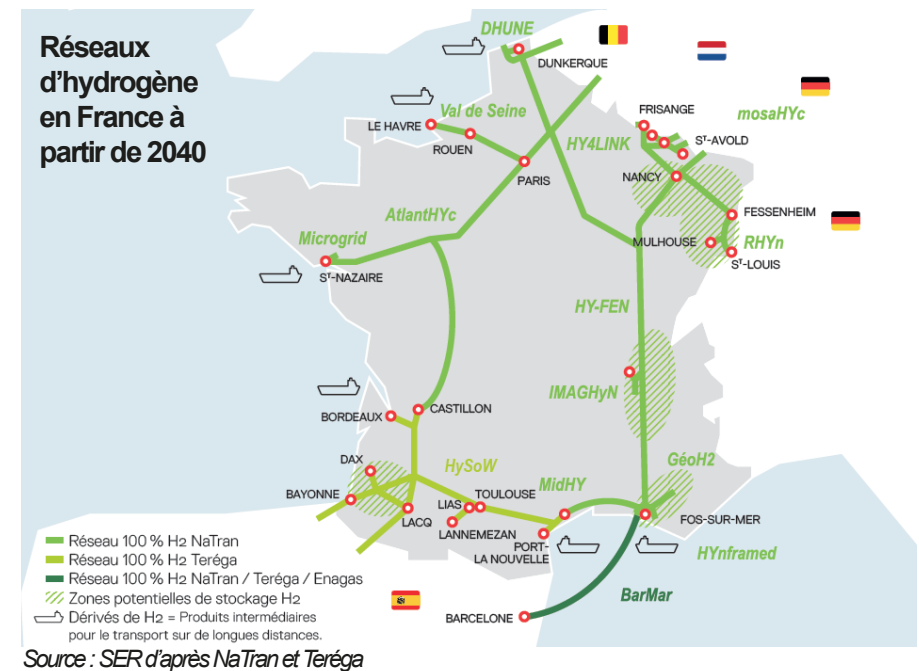 Réseaux
d'hydrogène
en France à
partir de 2040
DHUNE
DUNKERQUE
Val de Seine
LE HAVRE
ROUEN
PARIS
HY4LINK
FRISANGE
mosaHYc
Sᵀ-AVOLD
NANCY
FESSENHEIM
MULHOUSE
RHYn
Sᵀ-LOUIS
AtlantHYc
Microgrid
Sᵀ-NAZAIRE
HY-FEN
IMAGHyN
BORDEAUX
CASTILLON
DAX
HySoW
GéoH2
MidHY
BAYONNE
LIAS
TOULOUSE
LACQ
LANNEMEZAN
FOS-SUR-MER
PORT-
LA NOUVELLE
HYnframed
BarMar
BARCELONE
Réseau 100 % H2 NaTran
Réseau 100 % H2 Teréga
Réseau 100 % H2 NaTran / Teréga / Enagas
Zones potentielles de stockage H2
Dérivés de H2 = Produits intermédiaires
pour le transport sur de longues distances.
Source : SER d'après NaTran et Teréga